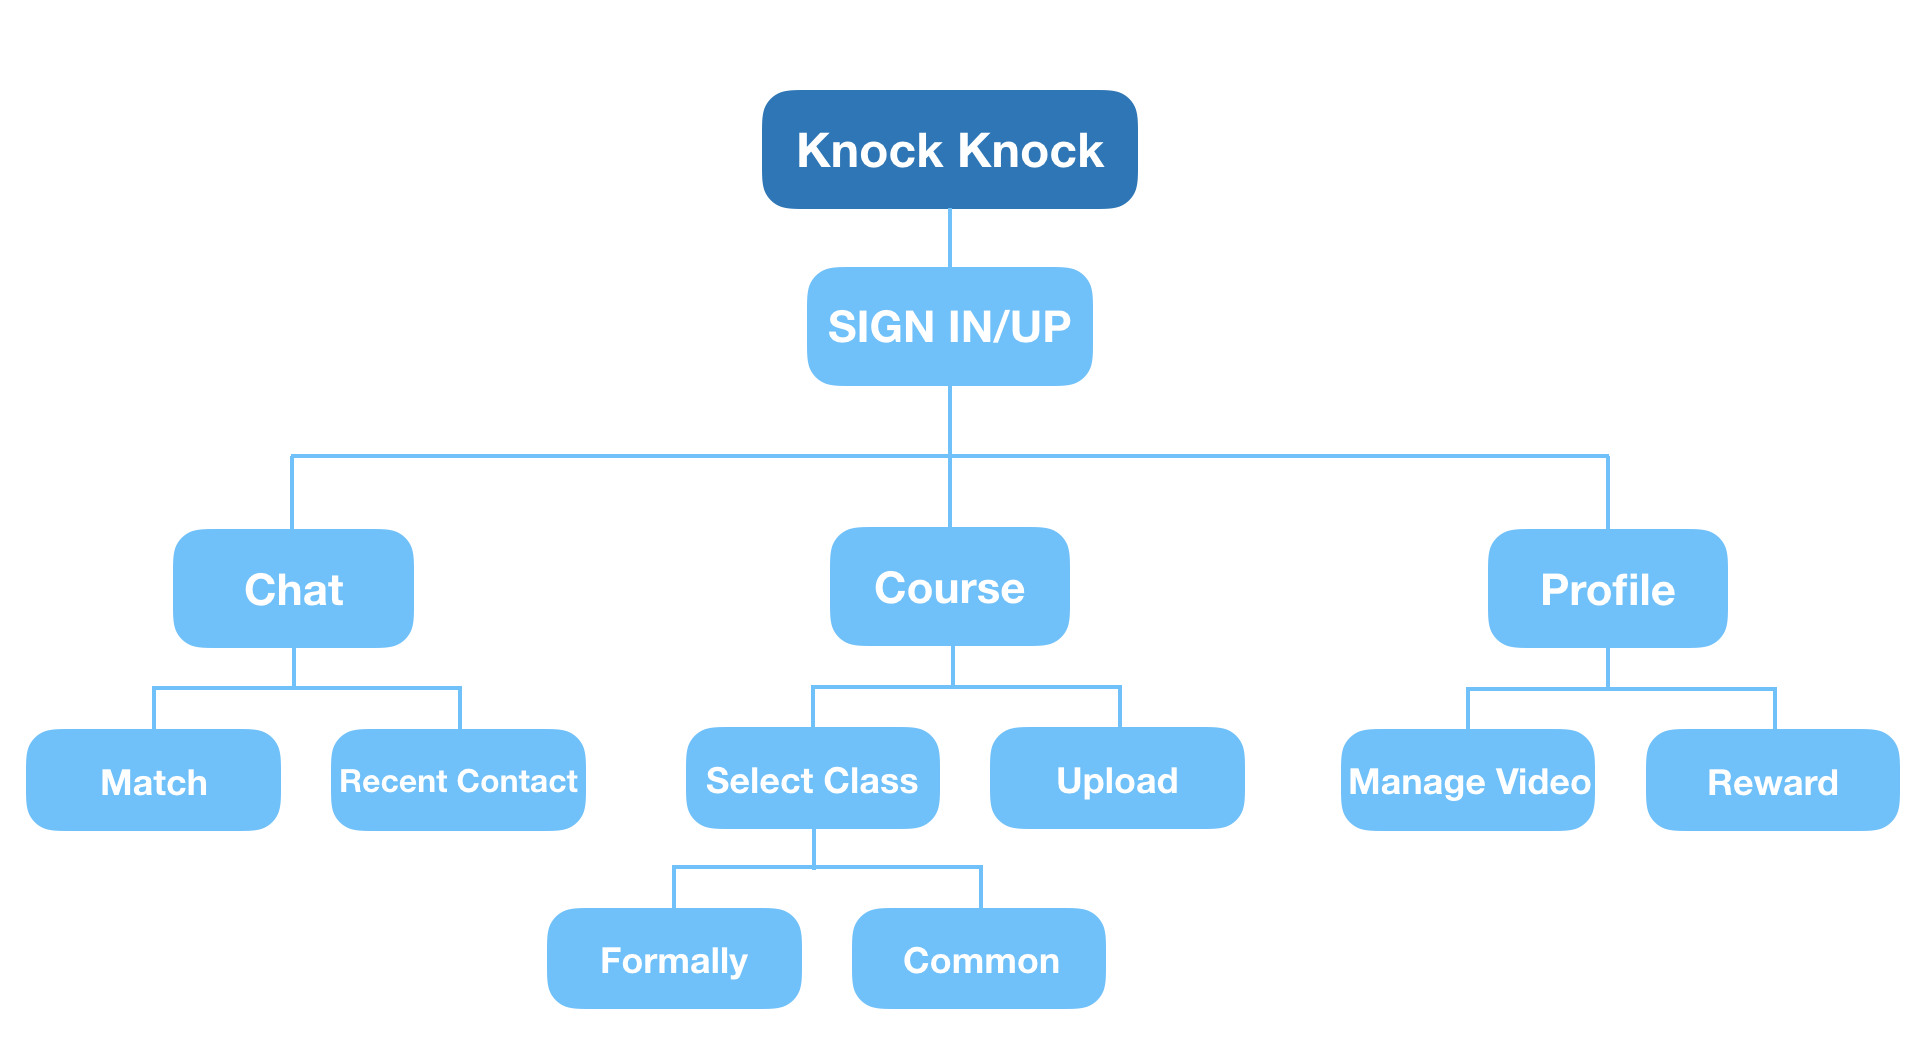 Knock Knock
SIGN IN/UP
Chat
Course
Profile
Match
Recent Contact
Select Class
Upload
Manage Video
Reward
Formally
Common